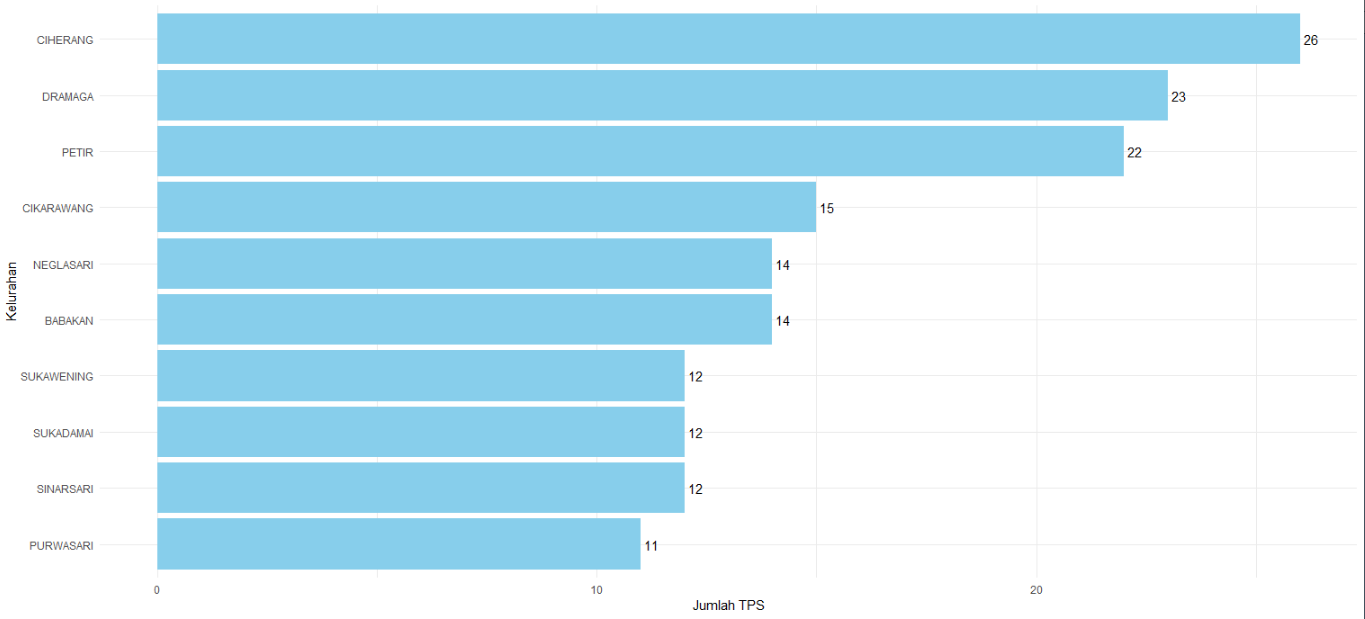 CIHERANG 26
DRAMAGA 23
PETIR 22
CIKARAWANG 15
NEGLASARI 14
BABAKAN 14
SUKAWENING 12
SUKADAMAI 12
SINARSARI 12
PURWASARI 11
Kelurahan
0 10 20
Jumlah TPS